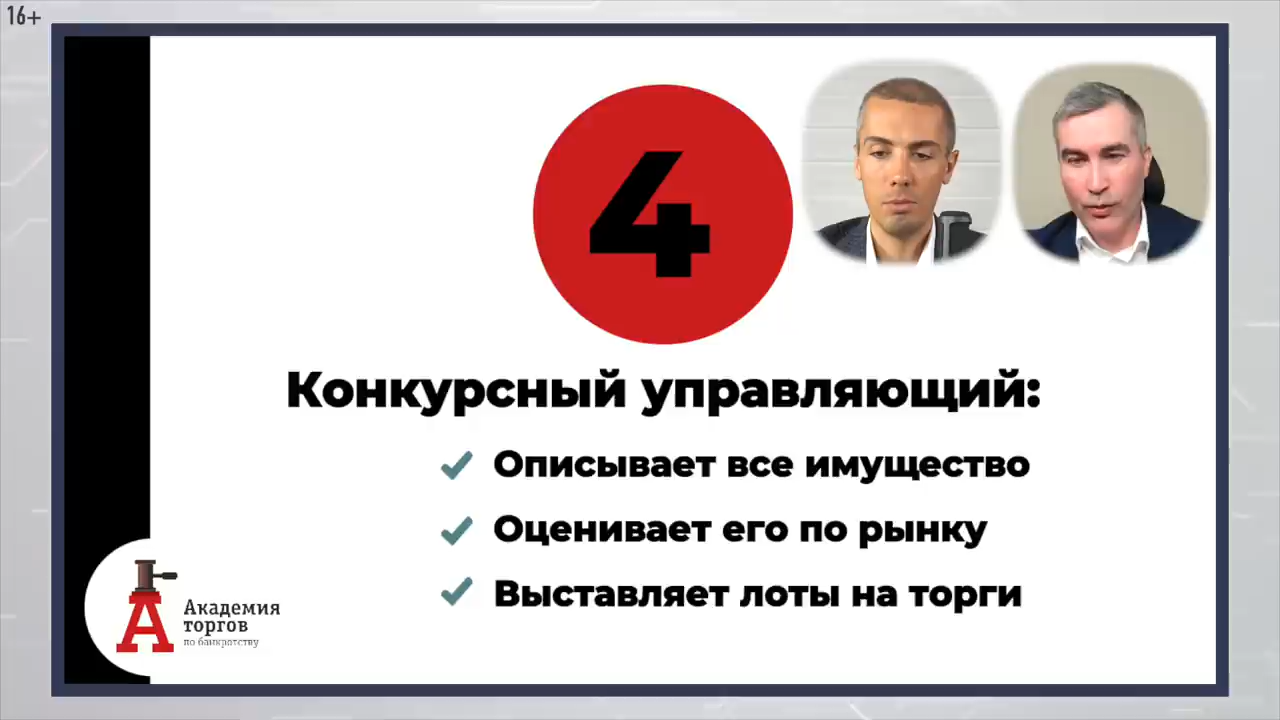 16+
4
Конкурсный управляющий:
Описывает все имущество
Оценивает его по рынку
Выставляет лоты на торги
Академия
торгов
по банкротству